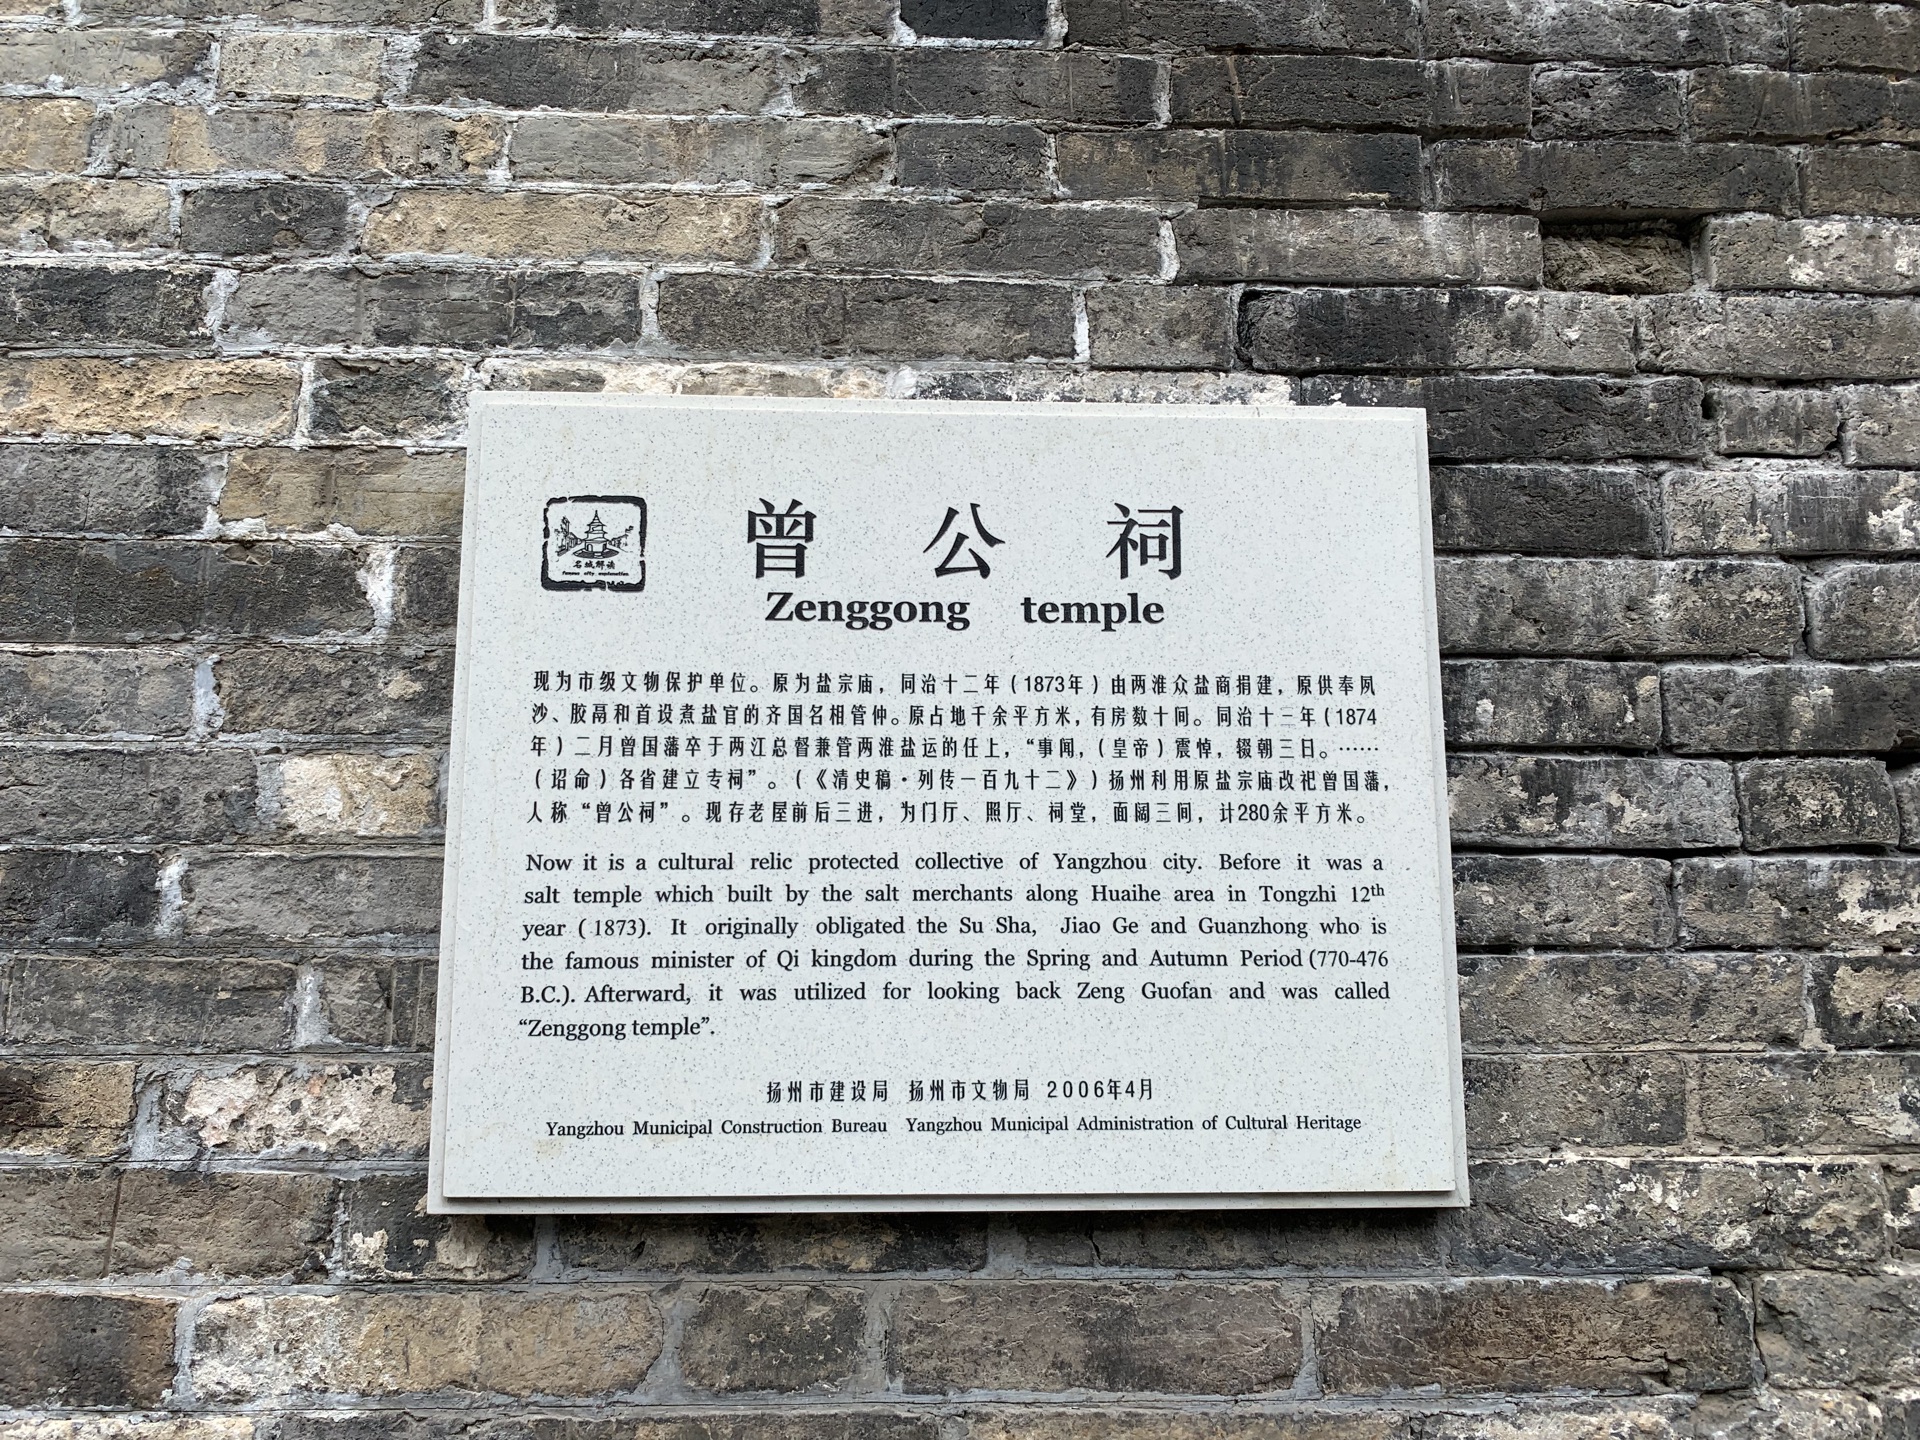 曾公祠
Zenggong temple
名城解读
famous city explanation
现为市级文物保护单位。原为盐宗庙，同治十二年（1873年）由两淮众盐商捐建，原供奉夙
沙、胶鬲和首设煮盐官的齐国名相管仲。原占地千余平方米，有房数十间。同治十三年（1874
年）二月曾国藩卒于两江总督兼管两淮盐运的任上，“事闻，（皇帝）震悼，辍朝三日。……
（诏命）各省建立专祠”。（《清史稿·列传一百九十二》）扬州利用原盐宗庙改祀曾国藩，
人称“曾公祠”。现存老屋前后三进，为门厅、照厅、祠堂，面阔三间，计280余平方米。
Now it is a cultural relic protected collective of Yangzhou city. Before it was a
salt temple which built by the salt merchants along Huaihe area in Tongzhi 12th
year (1873). It originally obligated the Su Sha, Jiao Ge and Guanzhong who is
the famous minister of Qi kingdom during the Spring and Autumn Period (770-476
B.C.). Afterward, it was utilized for looking back Zeng Guofan and was called
“Zenggong temple”.
扬州市建设局 扬州市文物局 2006年4月
Yangzhou Municipal Construction Bureau Yangzhou Municipal Administration of Cultural Heritage